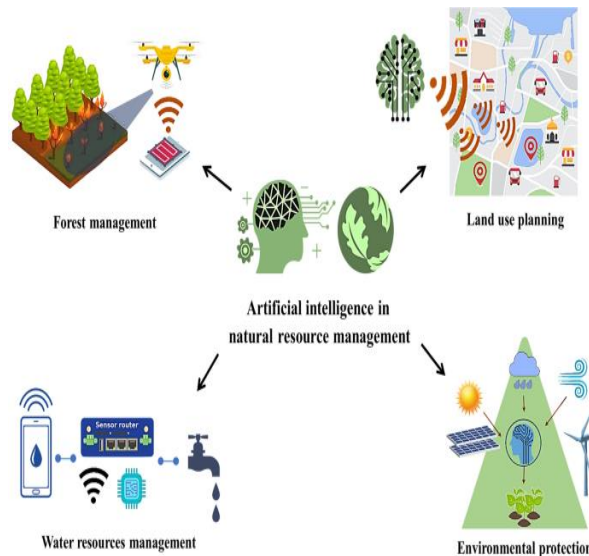 Forest management
Land use planning
Artificial intelligence in
natural resource management
Sensor router
Water resources management
Environmental protection